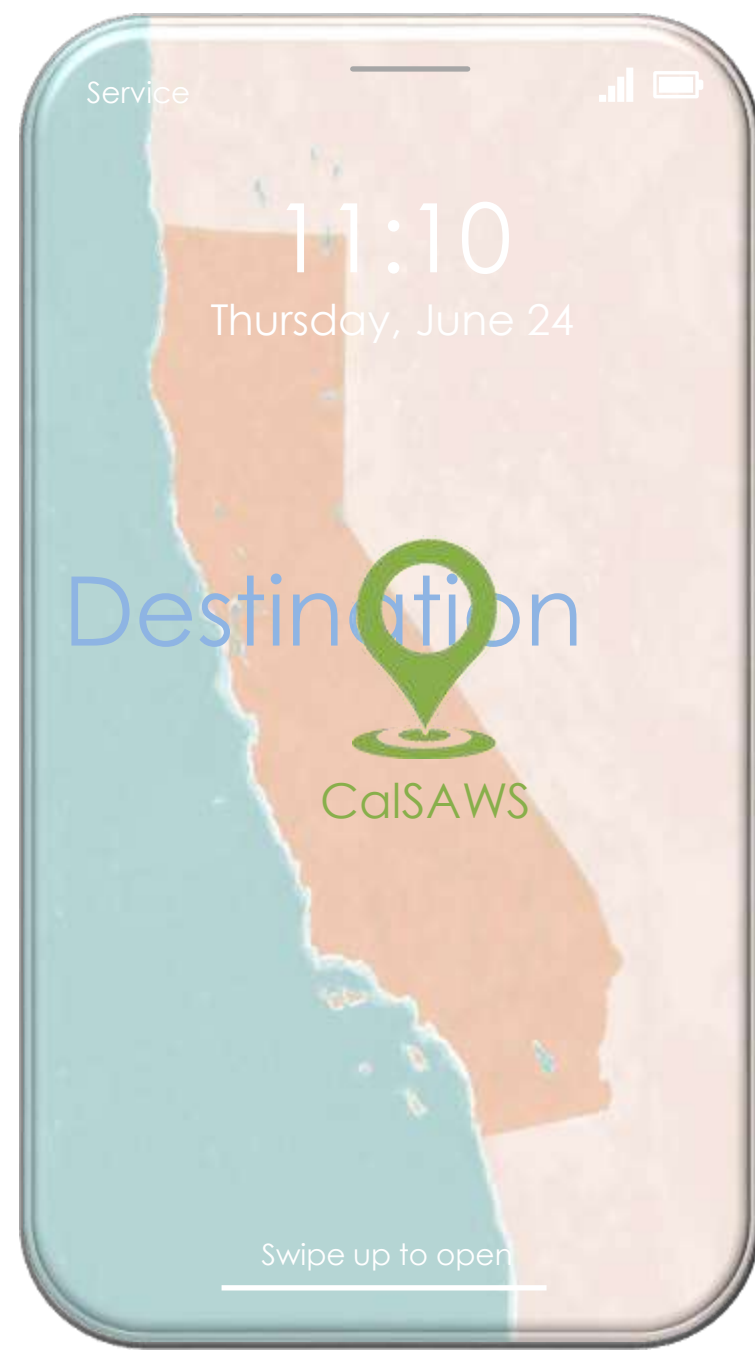 Service
11:10
Thursday, June 24
Destination
CalSAWS
Swipe up to open